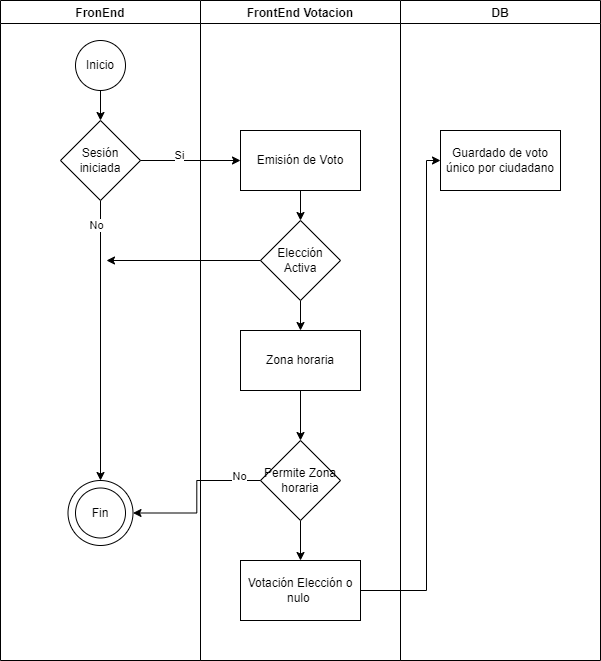 FronEnd
FrontEnd Votacion
DB
Inicio
Sesión
iniciada
Si
Emisión de Voto
Guardado de voto
único por ciudadano
No
Elección
Activa
Zona horaria
Permite Zona
horaria
No
Fin
Votación Elección o
nulo